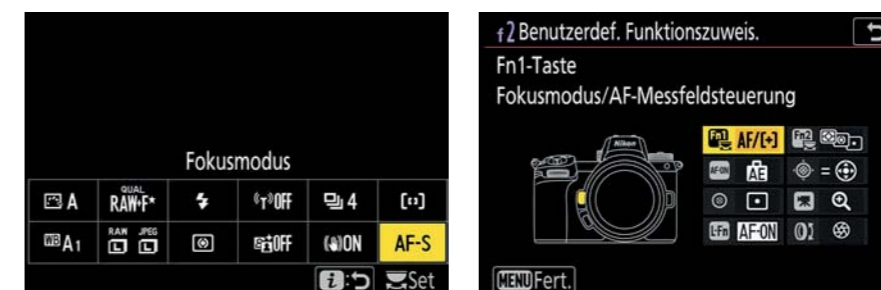 Fokusmodus
A QUAL RAW+F* OFF 4
WB A1 RAW L JPEG L OFF ON AF-S
i: Set
f2 Benutzerdef. Funktionszuweis.
Fn1-Taste
Fokusmodus/AF-Messfeldsteuerung
Nikon
Fn1 AF/[+] Fn2
AF-ON AE =
L-Fn AF-ON
MENU Fert.